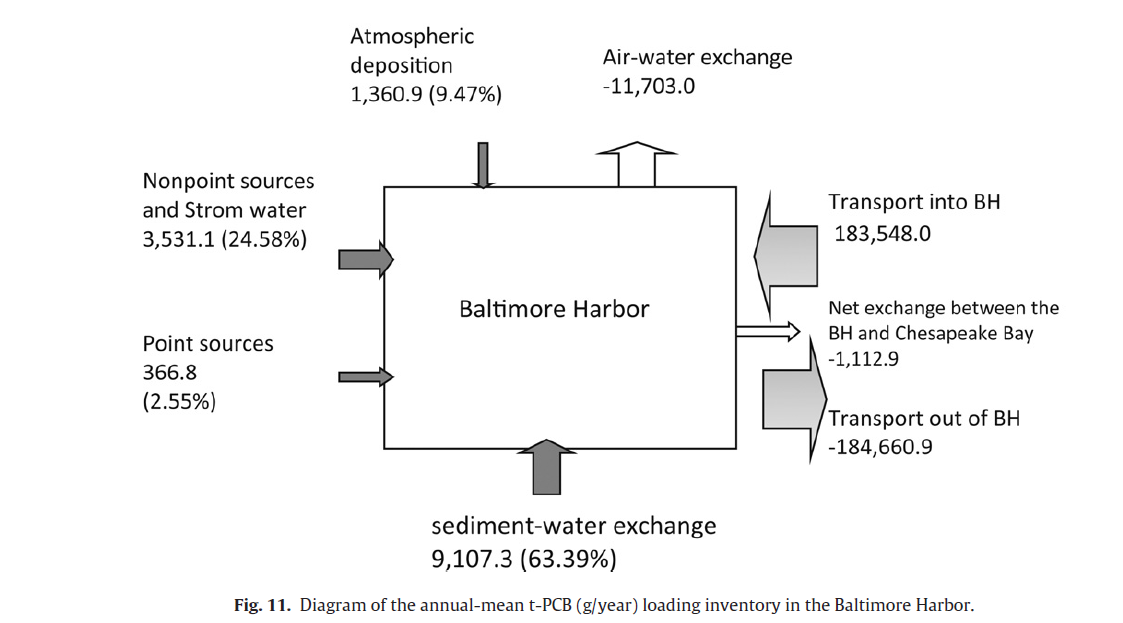 Atmospheric
deposition
1,360.9 (9.47%)
Air-water exchange
-11,703.0
Nonpoint sources
and Strom water
3,531.1 (24.58%)
Transport into BH
183,548.0
Baltimore Harbor
Net exchange between the
BH and Chesapeake Bay
-1,112.9
Point sources
366.8
(2.55%)
Transport out of BH
-184,660.9
sediment-water exchange
9,107.3 (63.39%)
Fig. 11. Diagram of the annual-mean t-PCB (g/year) loading inventory in the Baltimore Harbor.